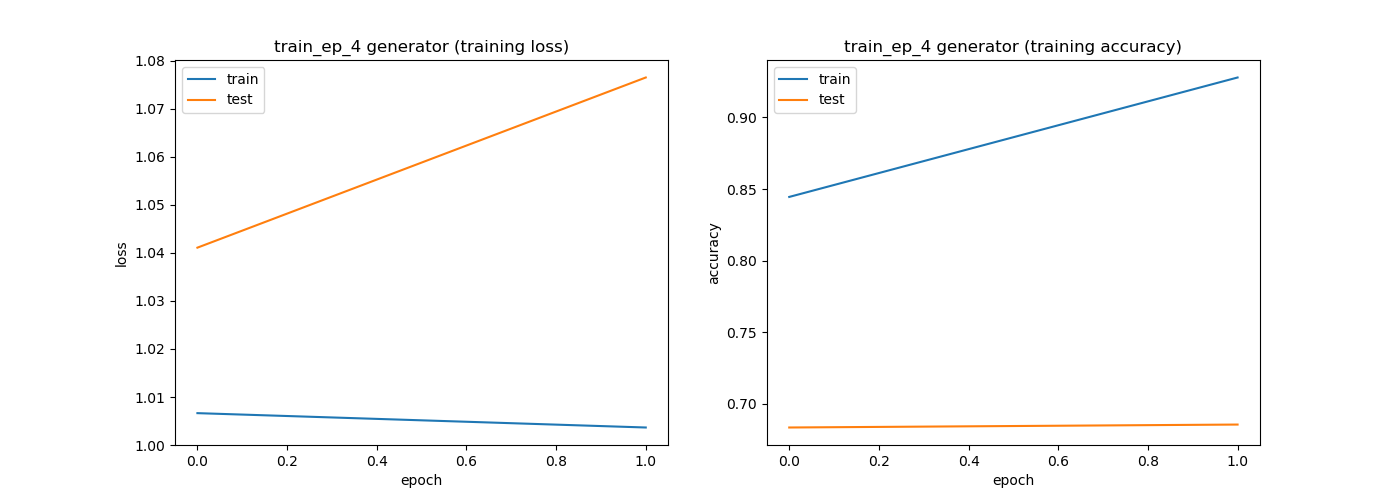 train_ep_4 generator (training loss)
train
test
1.08
1.07
1.06
1.05
1.04
1.03
1.02
1.01
1.00
loss
0.0 0.2 0.4 0.6 0.8 1.0
epoch
train_ep_4 generator (training accuracy)
train
test
0.90
0.85
0.80
0.75
0.70
accuracy
0.0 0.2 0.4 0.6 0.8 1.0
epoch